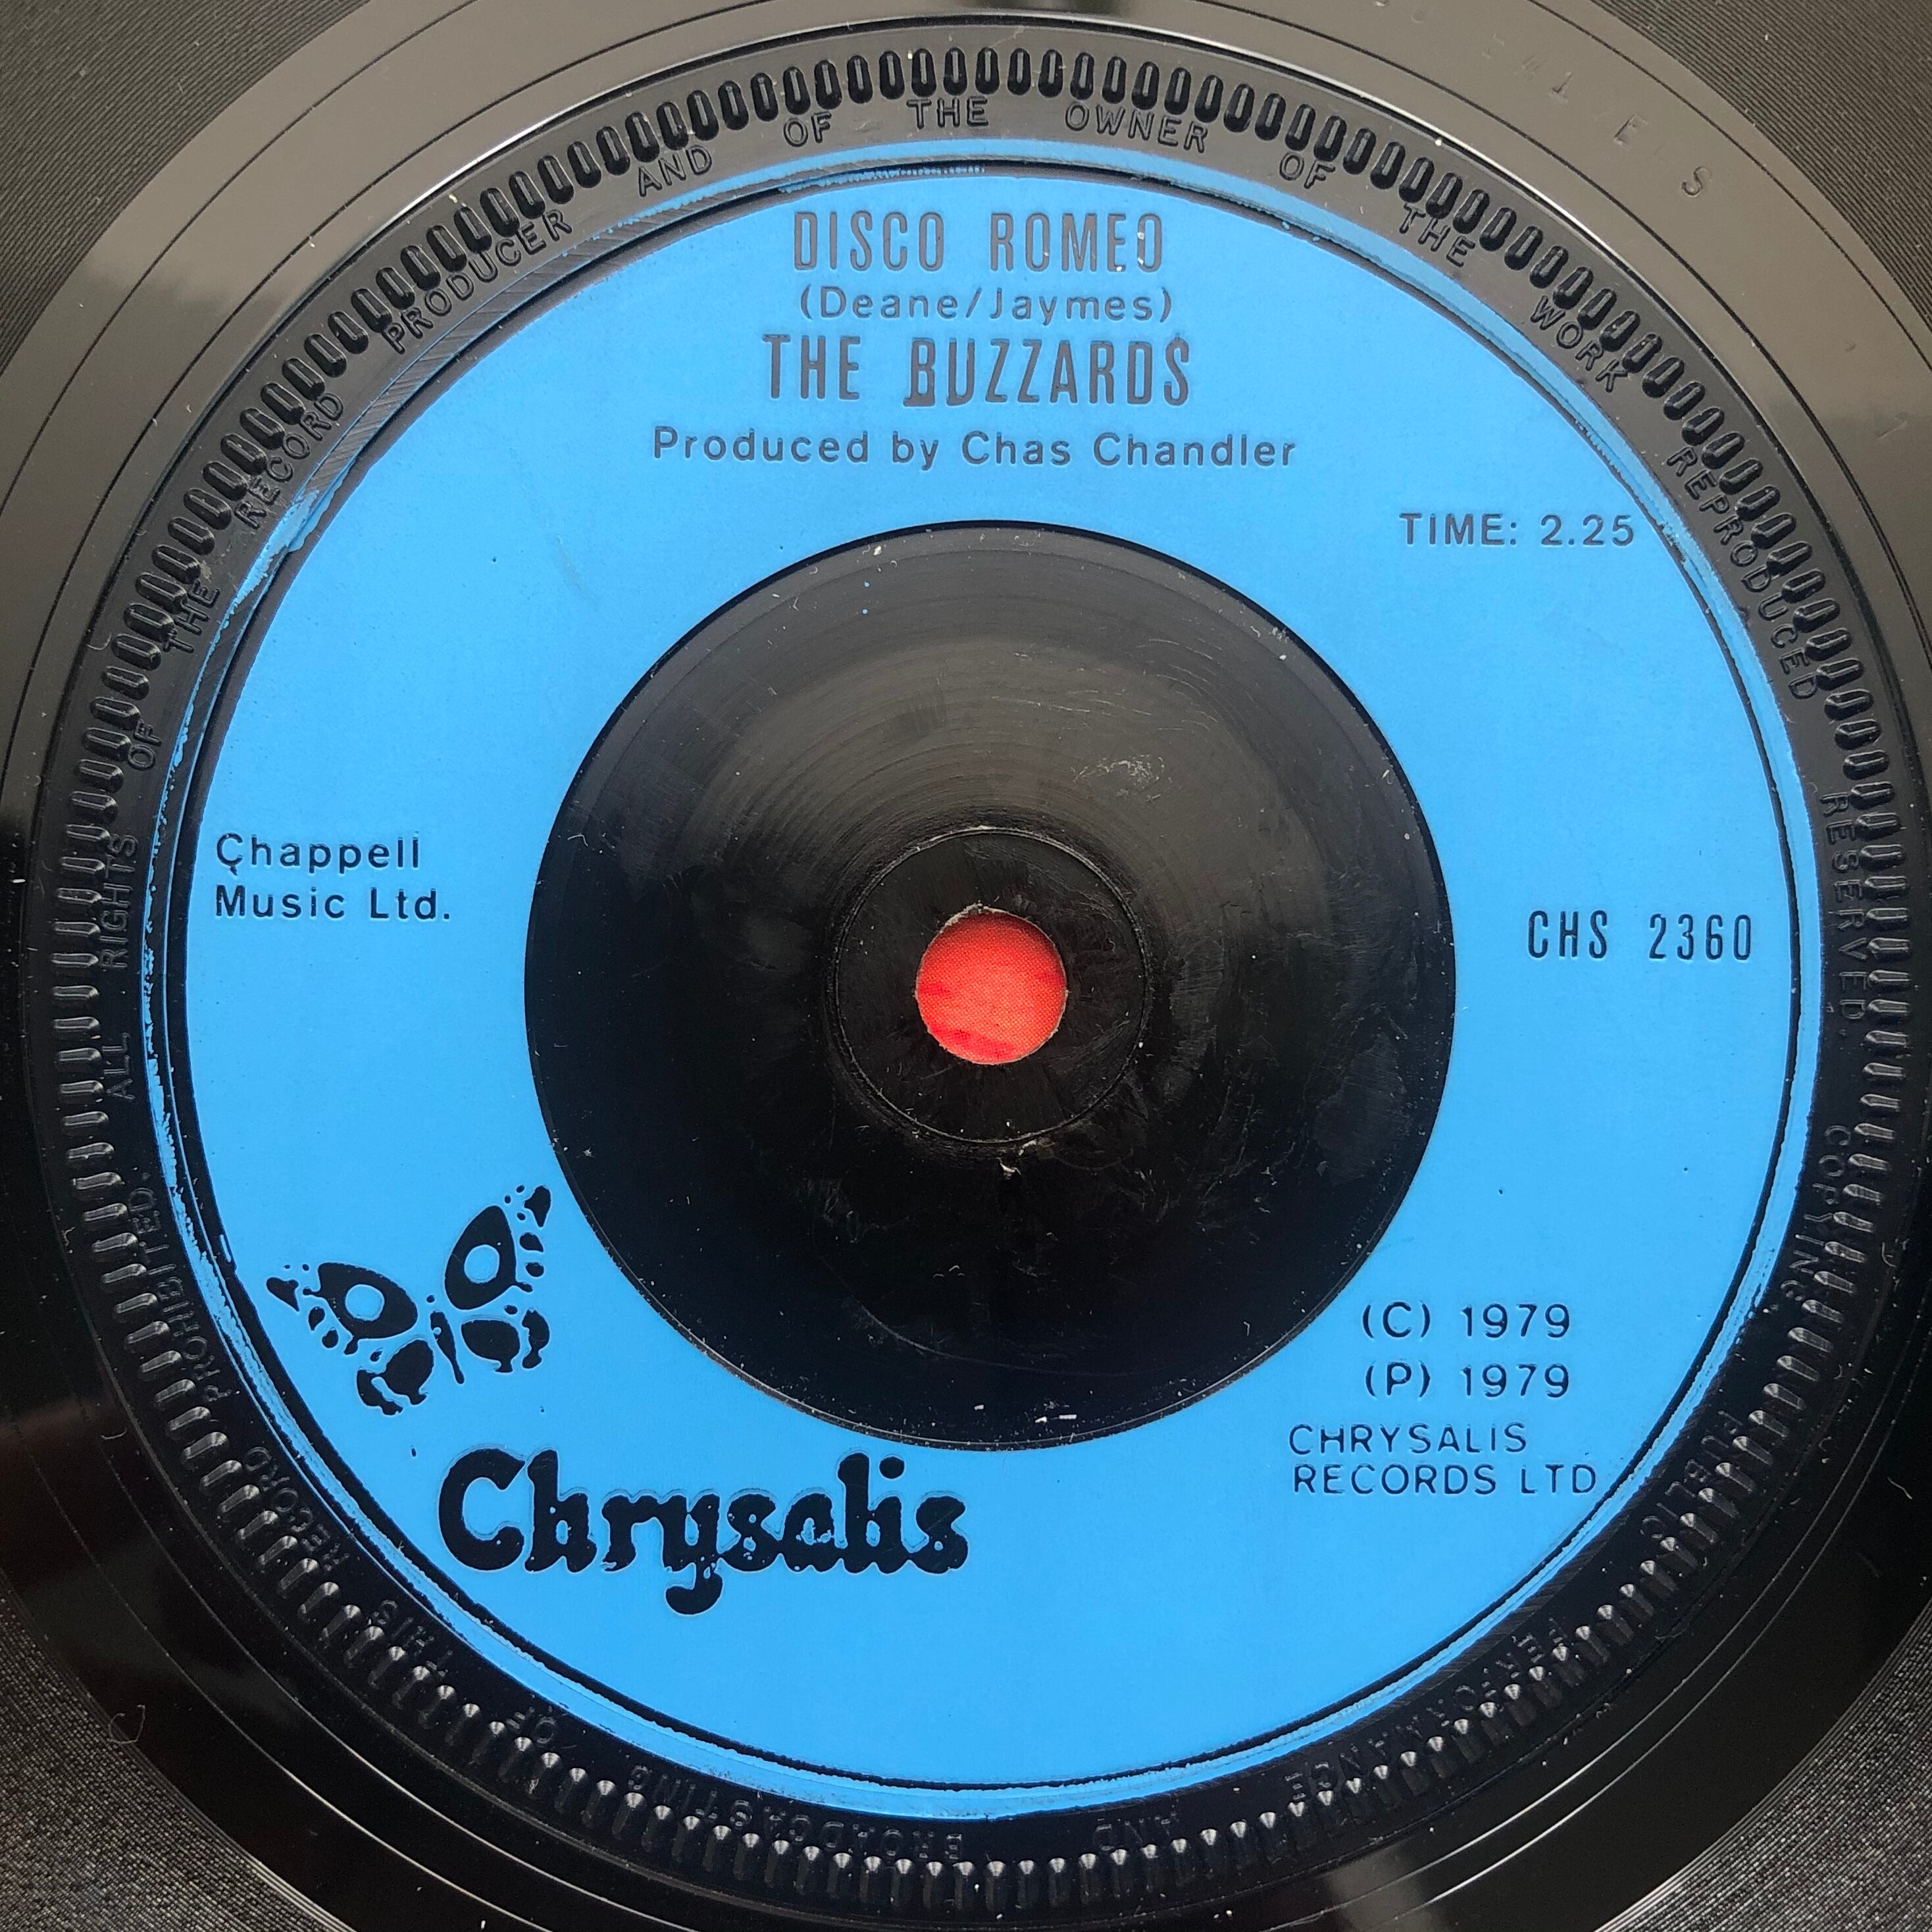 DISCO ROMEO
(Deane/Jaymes)
THE BUZZARDS
Produced by Chas Chandler
TIME: 2.25
Chappell
Music Ltd.
CHS 2360
(C) 1979
(P) 1979
CHRYSALIS
RECORDS LTD
Chrysalis
ALL RIGHTS OF THE RECORD PRODUCER AND OF THE OWNER OF THE WORK REPRODUCED RESERVED. COPYING PUBLIC PERFORMANCE AND BROADCASTING OF THIS RECORD PROHIBITED.